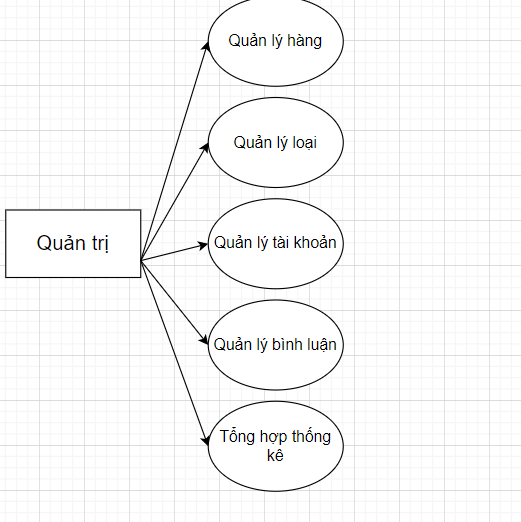 Quản lý hàng
Quản lý loại
Quản trị
Quản lý tài khoản
Quản lý bình luận
Tổng hợp thống
kê